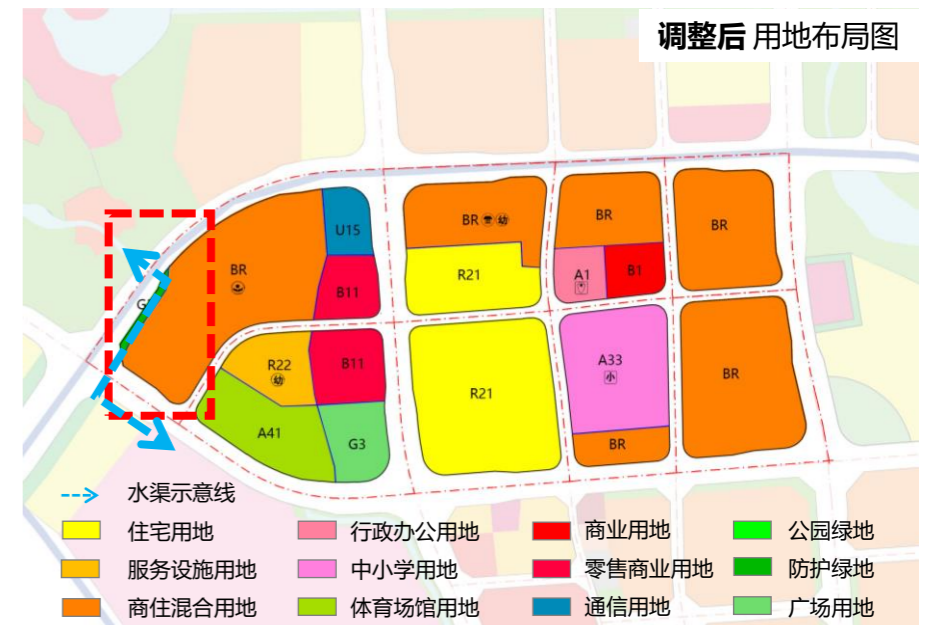 调整后 用地布局图
U15
BR 幼
BR
BR
BR
R21
A1
B1
B11
G
R22
幼
B11
A33
小
R21
BR
A41
G3
BR
水渠示意线
住宅用地 行政办公用地 商业用地 公园绿地
服务设施用地 中小学用地 零售商业用地 防护绿地
商住混合用地 体育场馆用地 通信用地 广场用地